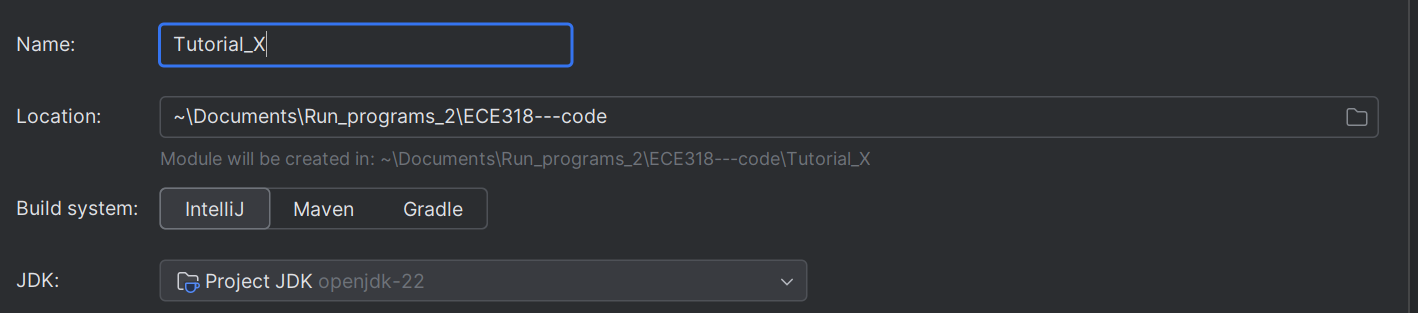 Name: Tutorial_X
Location: ~\Documents\Run_programs_2\ECE318---code
Module will be created in: ~\Documents\Run_programs_2\ECE318---code\Tutorial_X
Build system: IntelliJ Maven Gradle
JDK: Project JDK openjdk-22